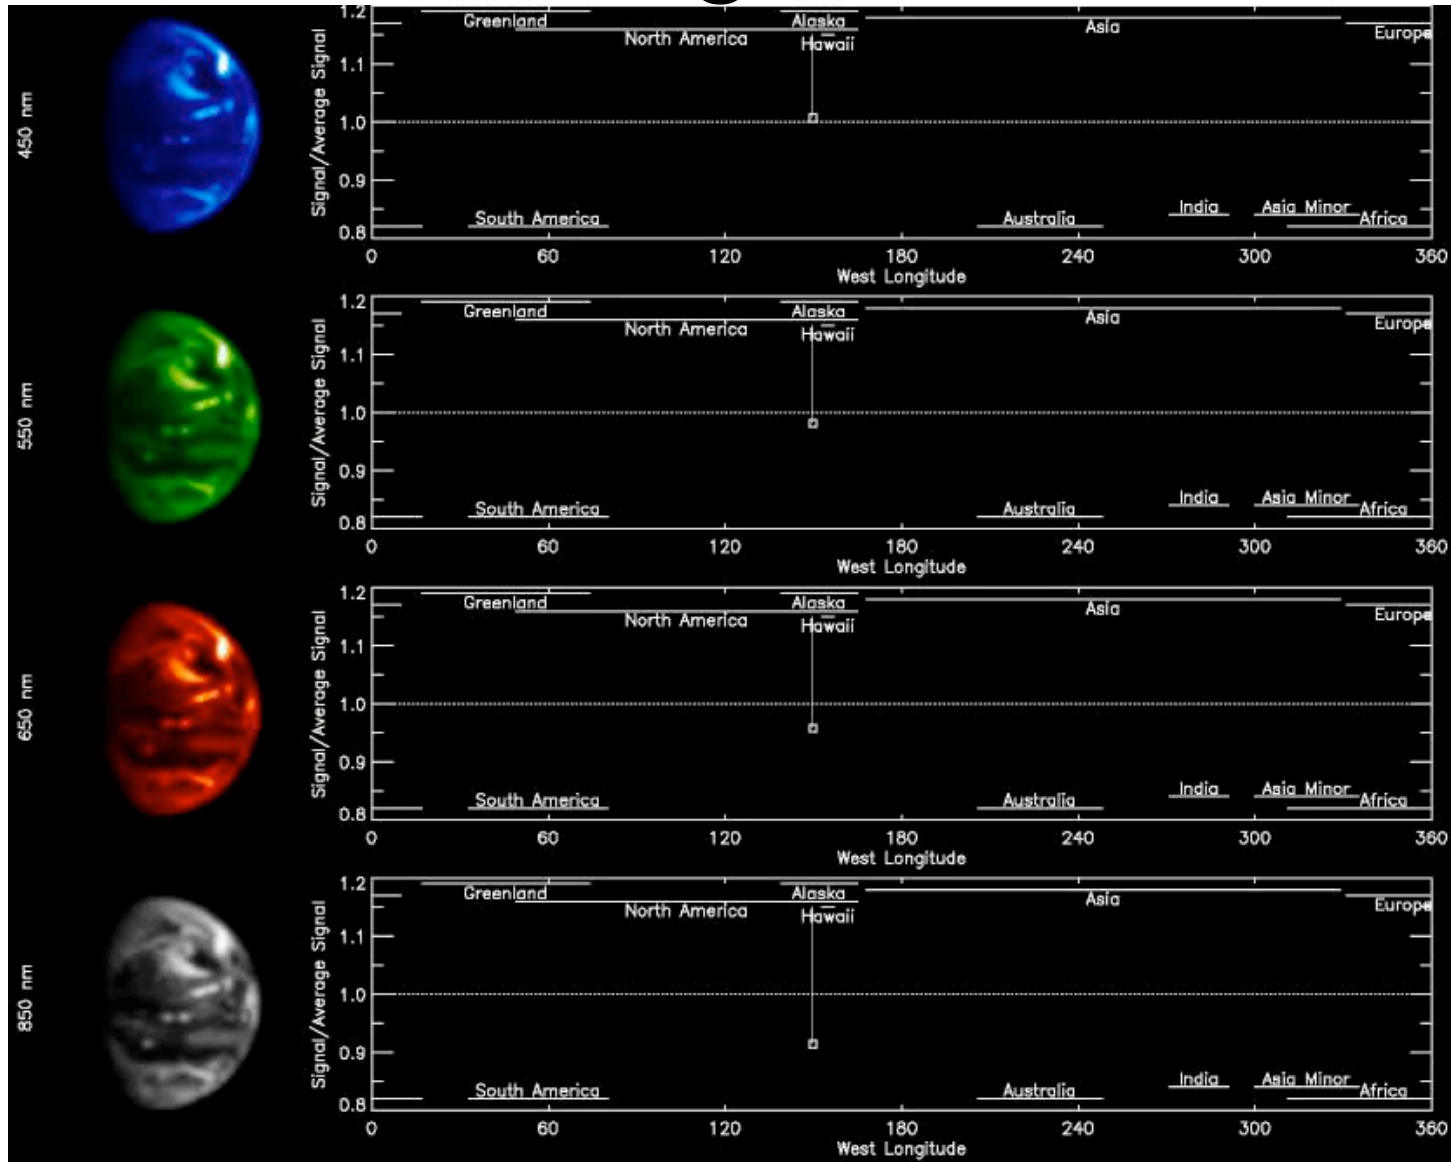 450 nm
Signal/Average Signal
1.2
1.1
1.0
0.9
0.8
Greenland
North America
Alaska
Hawaii
Asia
Europe
South America
Australia
India
Asia Minor
Africa
0 60 120 180 240 300 360
West Longitude
550 nm
Signal/Average Signal
1.2
1.1
1.0
0.9
0.8
Greenland
North America
Alaska
Hawaii
Asia
Europe
South America
Australia
India
Asia Minor
Africa
0 60 120 180 240 300 360
West Longitude
650 nm
Signal/Average Signal
1.2
1.1
1.0
0.9
0.8
Greenland
North America
Alaska
Hawaii
Asia
Europe
South America
Australia
India
Asia Minor
Africa
0 60 120 180 240 300 360
West Longitude
850 nm
Signal/Average Signal
1.2
1.1
1.0
0.9
0.8
Greenland
North America
Alaska
Hawaii
Asia
Europe
South America
Australia
India
Asia Minor
Africa
0 60 120 180 240 300 360
West Longitude